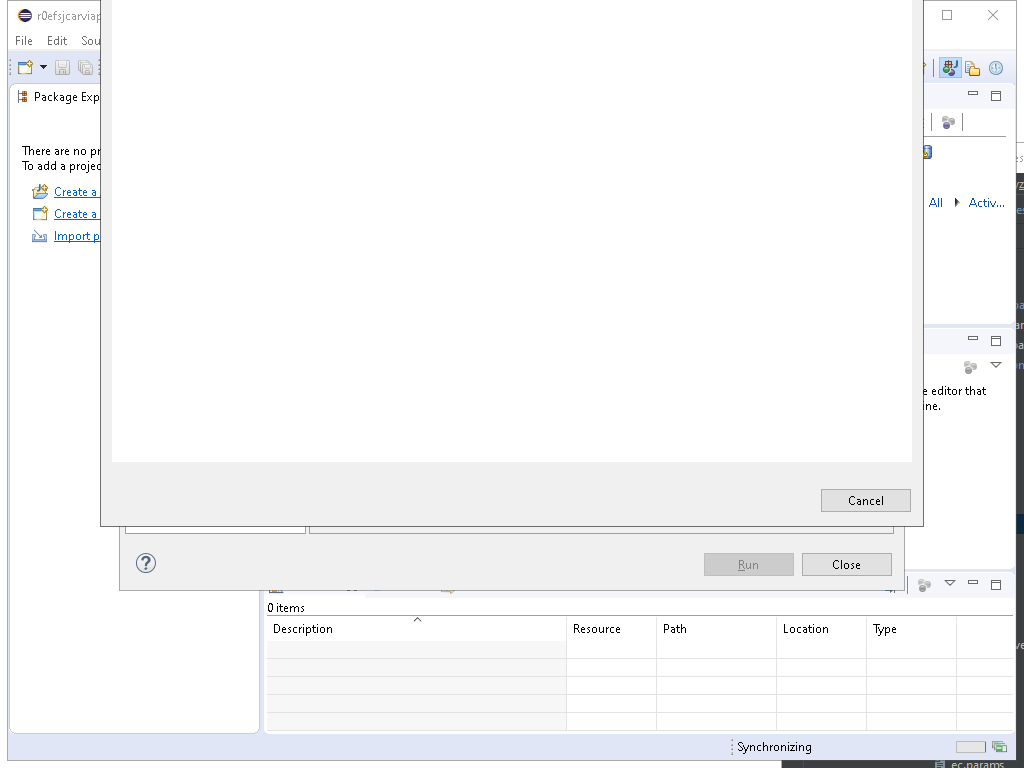 r0efsjcarviap
File Edit Sou
Package Exp
There are no pr
To add a projec
Create a
Create a
Import p
All Activ...
e editor that
ine.
Cancel
Run Close
0 items
Description Resource Path Location Type
Synchronizing
ec.params